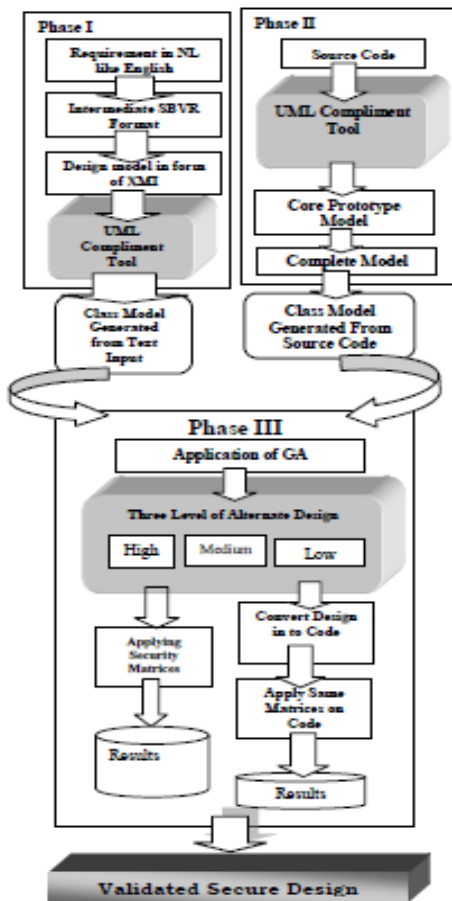 Phase I
Requirement in NL
like English
Intermediate SBVR
Format
Design model in form
of XMI
UML
Compliment
Tool
Class Model
Generated
from Text
Input
Phase II
Source Code
UML Compliment
Tool
Core Prototype
Model
Complete Model
Class Model
Generated From
Source Code
Phase III
Application of GA
Three Level of Alternate Design
High
Medium
Low
Applying
Security
Matrices
Results
Convert Design
in to Code
Apply Same
Matrices on
Code
Results
Validated Secure Design